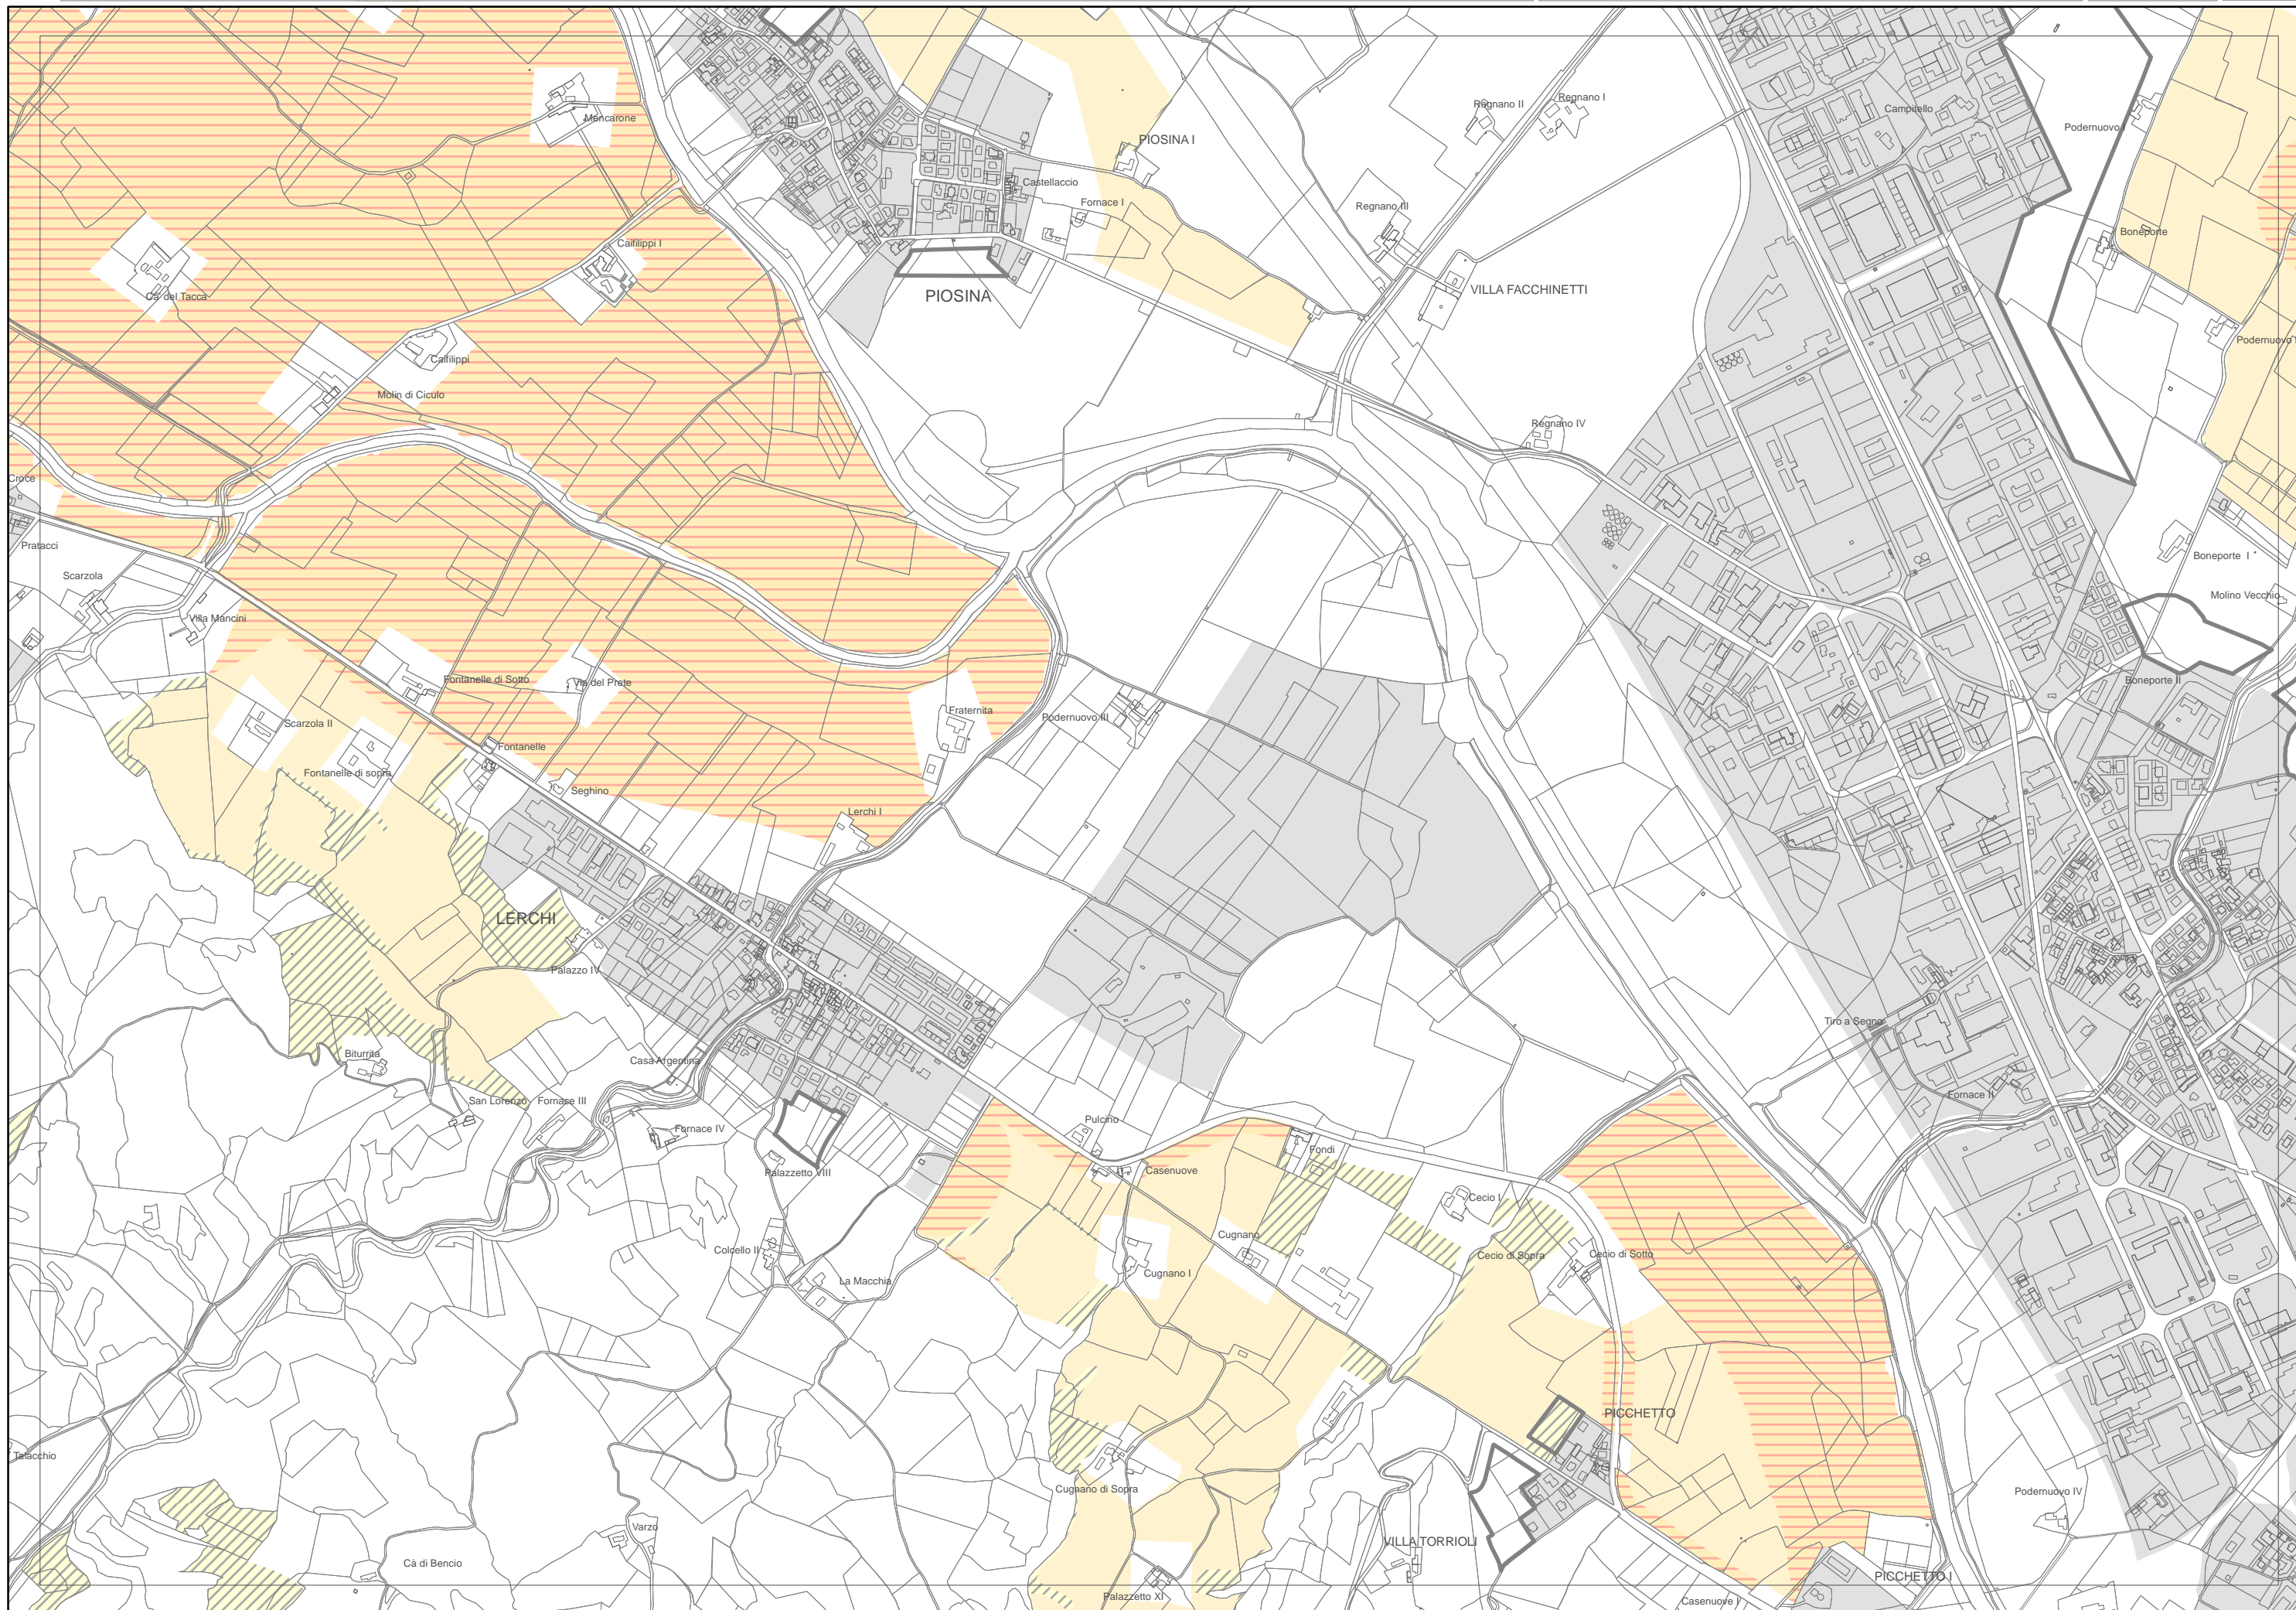 Campitello
Mencarone
Podernuovo I
PIOSINA I
Regnano II
Regnano I
Castellaccio
Fornace I
Regnano III
Boneporte
Caifilippi I
Ca' del Tacca
PIOSINA
VILLA FACCHINETTI
Podernuovo
Caifilippi
Molin di Ciculo
Regnano IV
Croce
Pratacci
Boneporte I *
Scarzola
Molino Vecchio
Villa Mancini
Fontanelle di Sotto
Via del Prete
Boneporte II
Fraternita
Podernuovo III
Scarzola II
Fontanelle
Fontanelle di sopra
Seghino
Lerchi I
LERCHI
Palazzo IV
Tiro a Segno
Biturrita
Casa Argentina
Fornace II
San Lorenzo
Fornace III
Pulcino
Fornace IV
Fondi
Palazzetto VIII
Casenuove
Cecio I
Cugnano
Colcello II
Cecio di Sopra
Cecio di Sotto
Cugnano I
La Macchia
PICCHETTO
Talacchio
Cugnano di Sopra
Podernuovo IV
Varzo
VILLA TORRIOLI
Cà di Bencio
PICCHETTO I
Palazzetto XI
Casenuove I